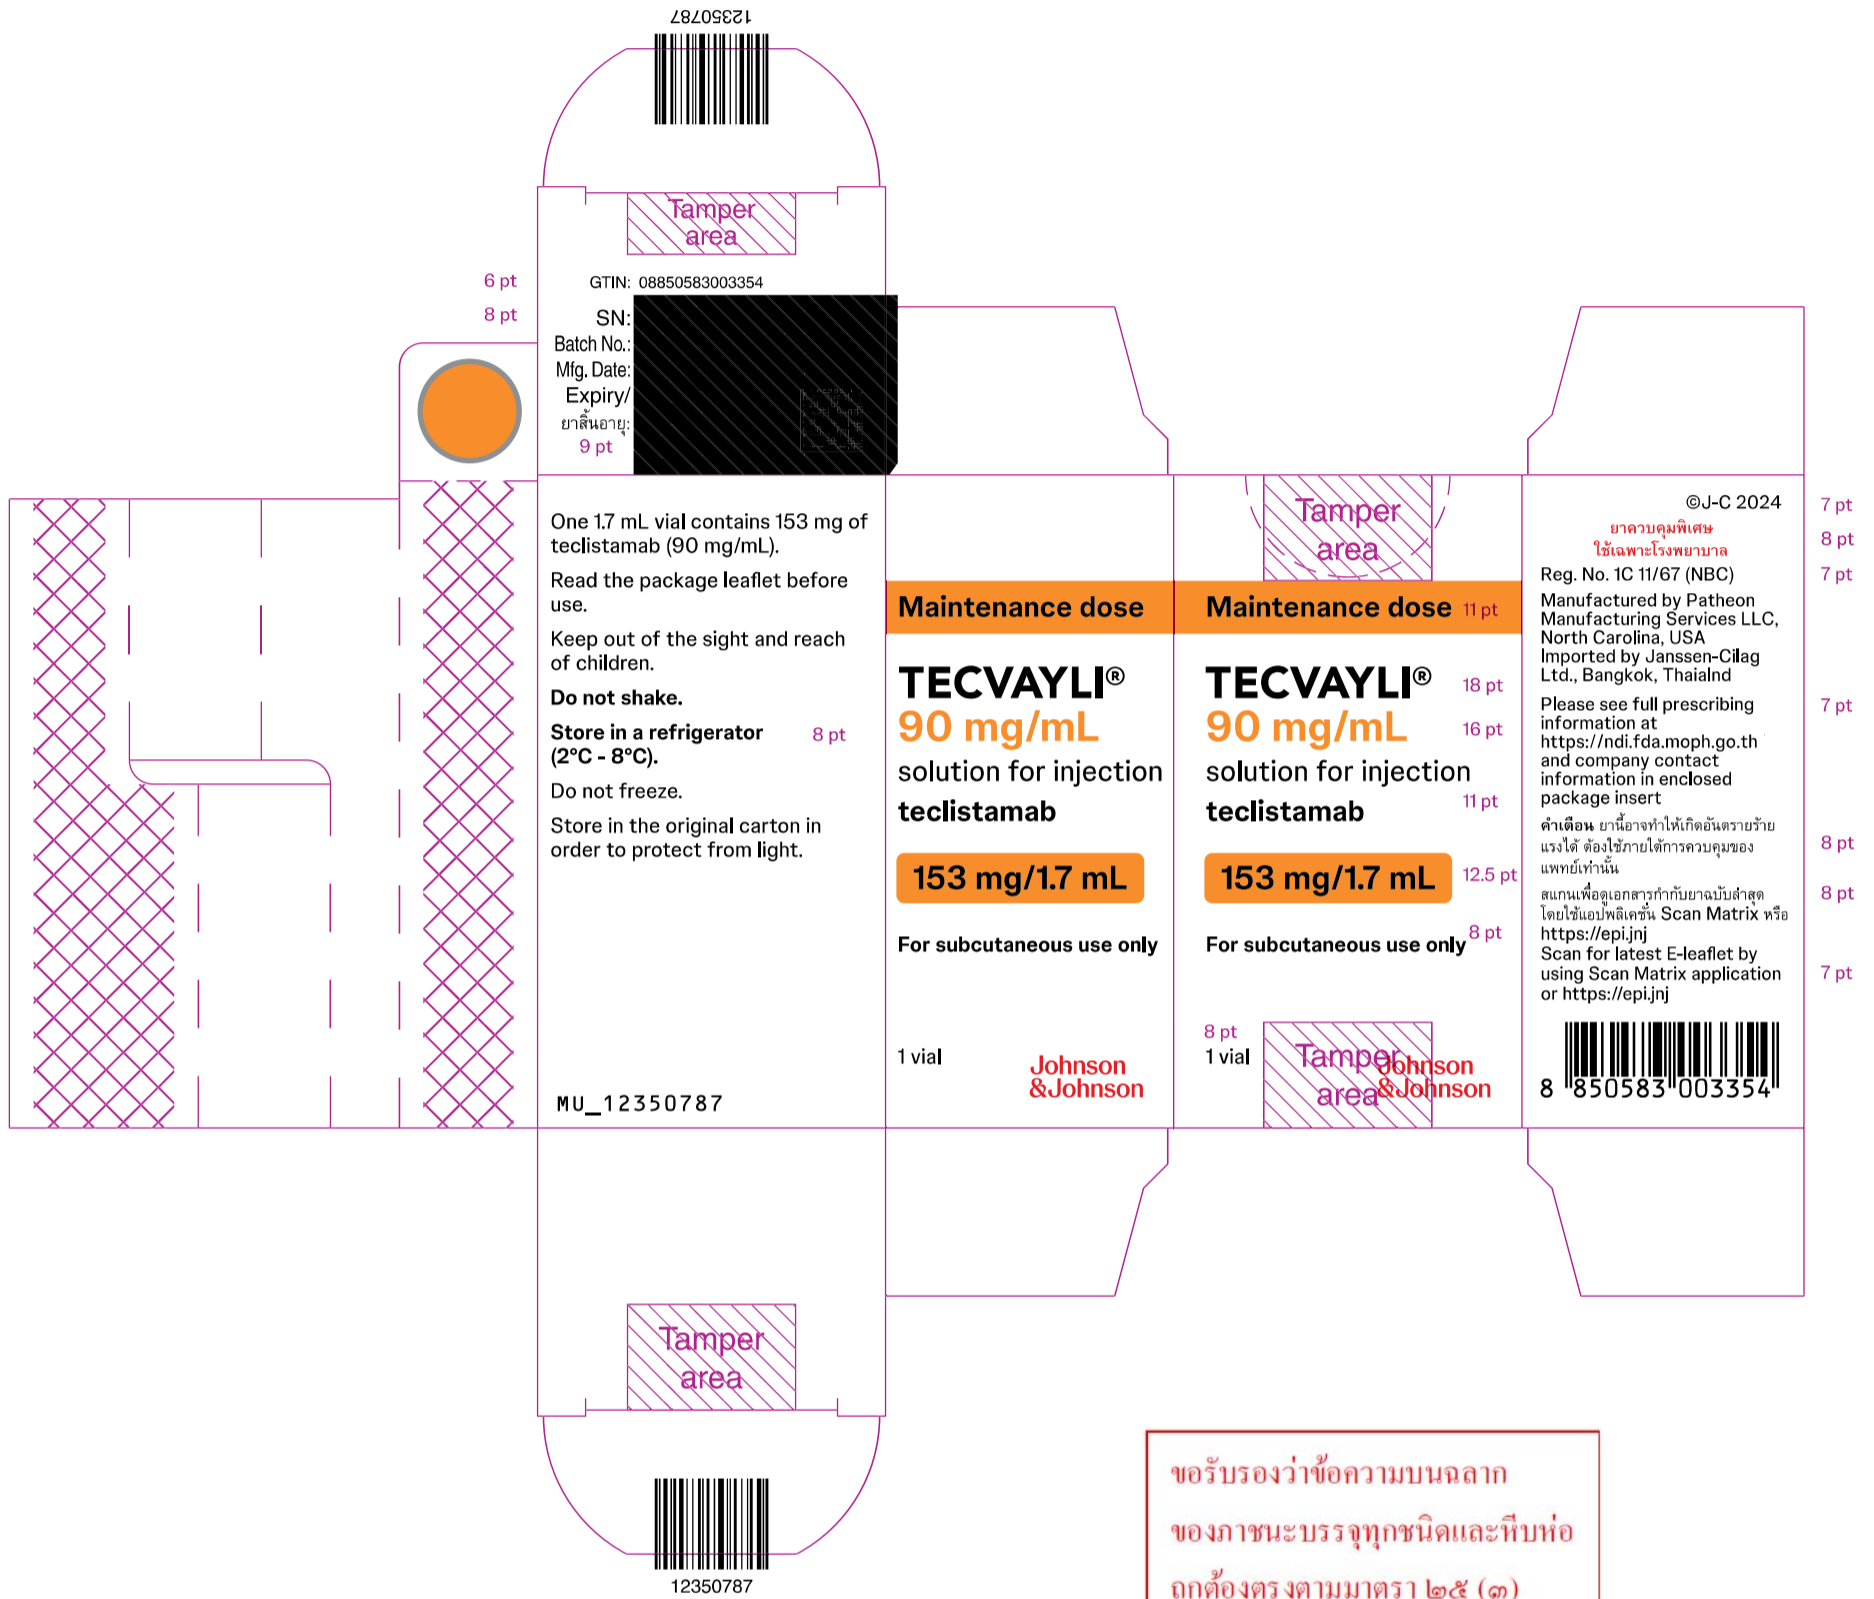 12350787
Tamper
area
6 pt
GTIN: 08850583003354
8 pt
SN:
Batch No.:
Mfg. Date:
Expiry/
ยาสิ้นอายุ:
9 pt
One 1.7 mL vial contains 153 mg of
teclistamab (90 mg/mL).
Read the package leaflet before
use.
Keep out of the sight and reach
of children.
Do not shake.
Store in a refrigerator
(2°C - 8°C).
8 pt
Do not freeze.
Store in the original carton in
order to protect from light.
MU_12350787
Maintenance dose
TECVAYLI®
90 mg/mL
solution for injection
teclistamab
153 mg/1.7 mL
For subcutaneous use only
1 vial
Johnson
&Johnson
Tamper
area
Maintenance dose
11 pt
TECVAYLI®
18 pt
90 mg/mL
16 pt
solution for injection
11 pt
teclistamab
153 mg/1.7 mL
12.5 pt
For subcutaneous use only
8 pt
8 pt
1 vial
Tamper
area
Johnson
&Johnson
©J-C 2024
7 pt
ยาควบคุมพิเศษ
ใช้เฉพาะโรงพยาบาล
8 pt
Reg. No. 1C 11/67 (NBC)
7 pt
Manufactured by Patheon
Manufacturing Services LLC,
North Carolina, USA
Imported by Janssen-Cilag
Ltd., Bangkok, Thaialnd
Please see full prescribing
7 pt
information at
https://ndi.fda.moph.go.th
and company contact
information in enclosed
package insert
คำเตือน ยานี้อาจทำให้เกิดอันตรายร้าย
แรงได้ ต้องใช้ภายใต้การควบคุมของ
8 pt
แพทย์เท่านั้น
สแกนเพื่อดูเอกสารกำกับยาฉบับล่าสุด
8 pt
โดยใช้แอปพลิเคชั่น Scan Matrix หรือ
https://epi.jnj
Scan for latest E-leaflet by
using Scan Matrix application
7 pt
or https://epi.jnj
8 850583 003354
Tamper
area
12350787
ขอรับรองว่าข้อความบนฉลาก
ของภาชนะบรรจุทุกชนิดและหีบห่อ
ถูกต้องตรงตามมาตรา ๒๕ (๓)